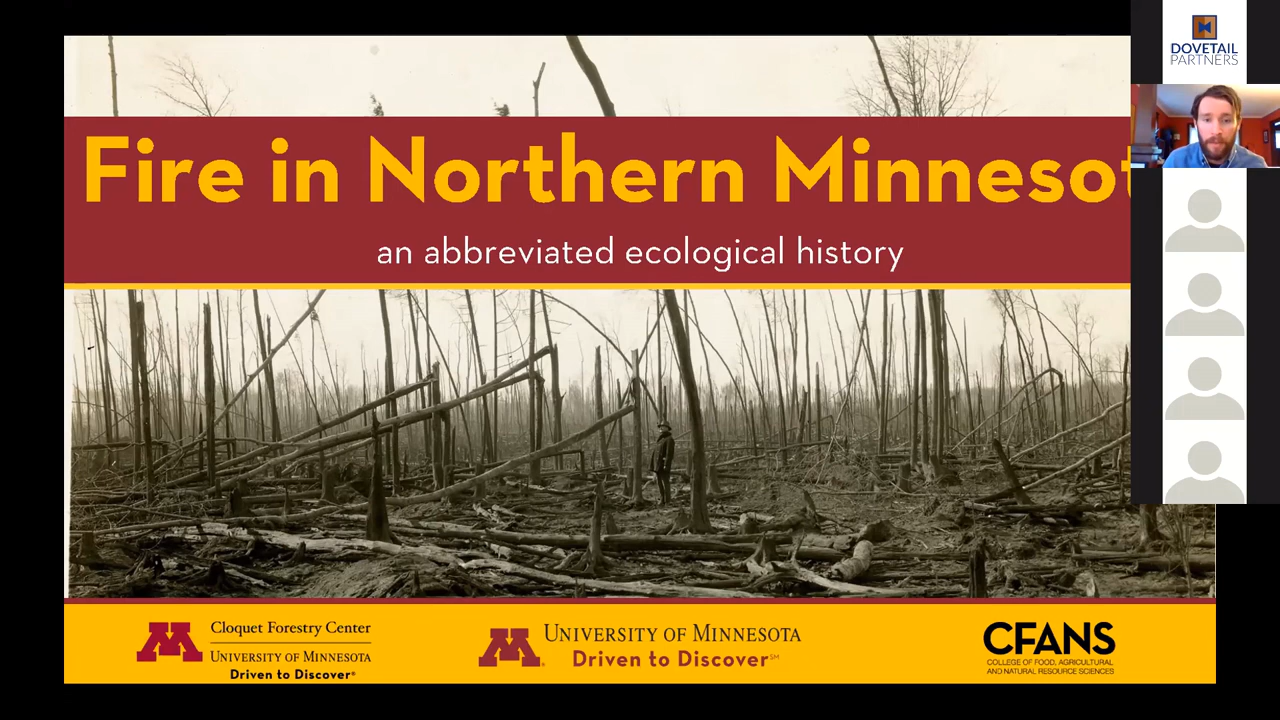 Fire in Northern Minnesot
an abbreviated ecological history
DOVETAIL
PARTNERS
Cloquet Forestry Center
UNIVERSITY OF MINNESOTA
Driven to Discover®
UNIVERSITY OF MINNESOTA
Driven to Discover℠
CFANS
COLLEGE OF FOOD, AGRICULTURAL
AND NATURAL RESOURCE SCIENCES